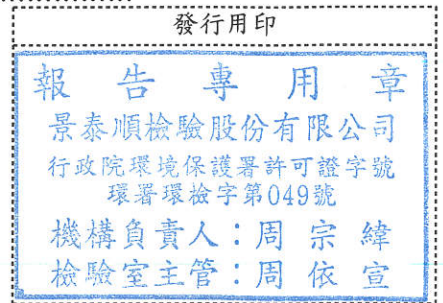 發行用印
報告專用章
景泰順檢驗股份有限公司
行政院環境保護署許可證字號
環署環檢字第049號
機構負責人：周宗緯
檢驗室主管：周依宣